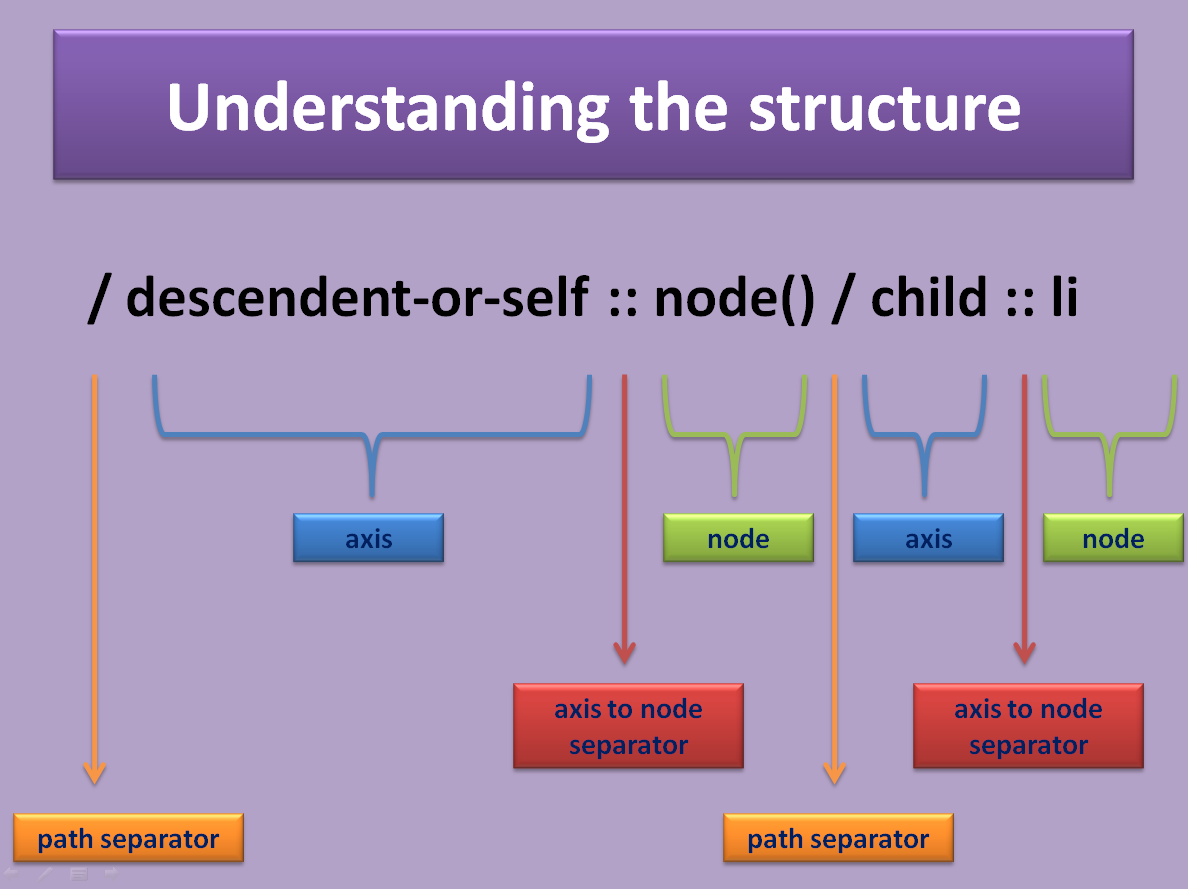 Understanding the structure
/ descendent-or-self :: node() / child :: li
axis
node
axis
node
axis to node
separator
axis to node
separator
path separator
path separator